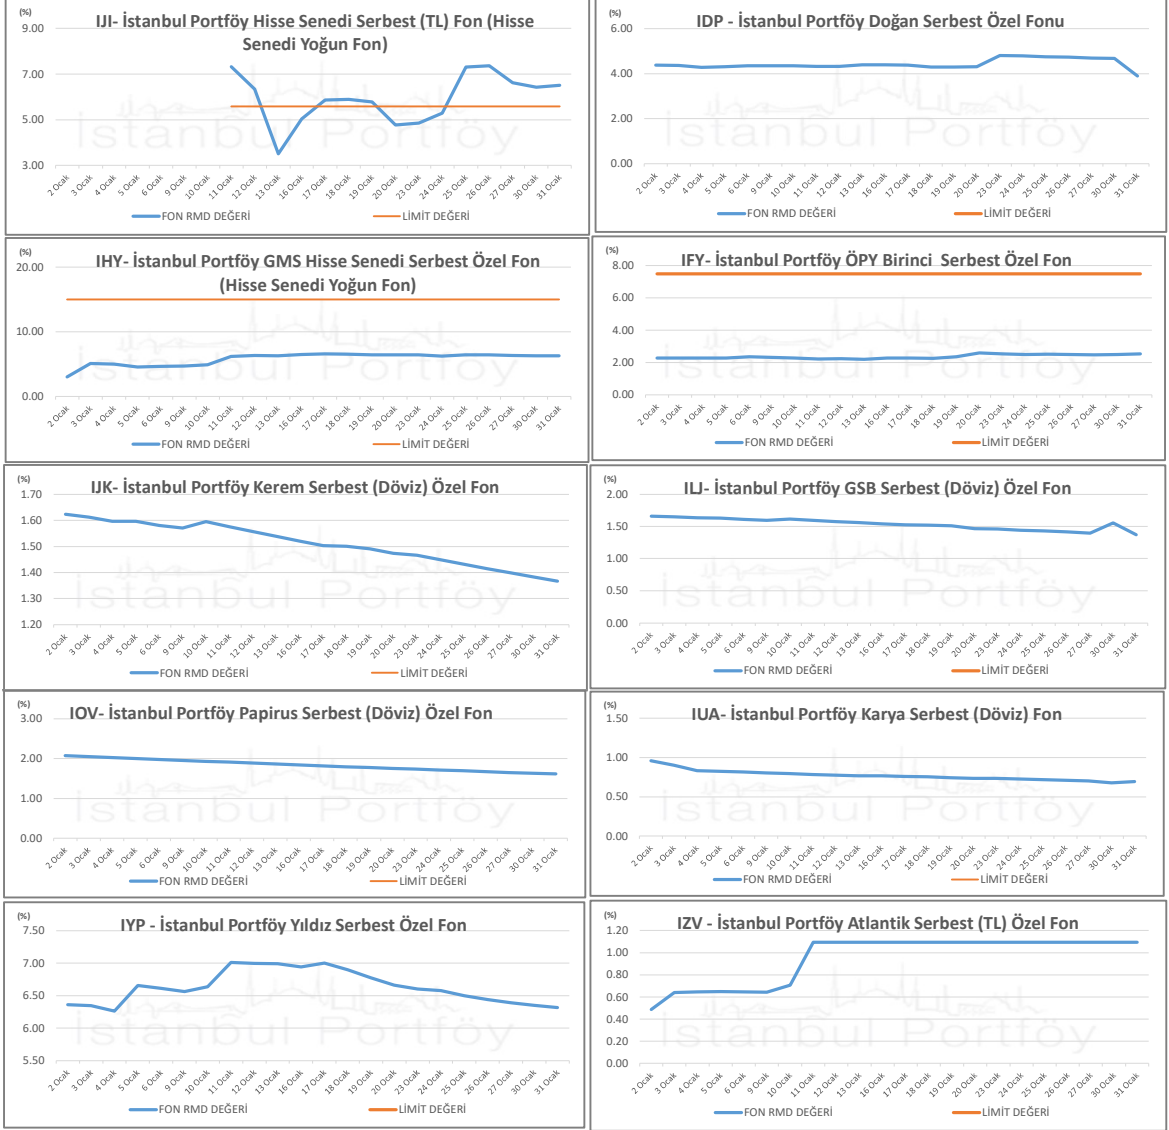 (%)
IJI- İstanbul Portföy Hisse Senedi Serbest (TL) Fon (Hisse
Senedi Yoğun Fon)
9.00
7.00
5.00
3.00
İstanbul Portföy
2 Ocak 3 Ocak 4 Ocak 5 Ocak 6 Ocak 9 Ocak 10 Ocak 11 Ocak 12 Ocak 13 Ocak 16 Ocak 17 Ocak 18 Ocak 19 Ocak 20 Ocak 23 Ocak 24 Ocak 25 Ocak 26 Ocak 27 Ocak 30 Ocak 31 Ocak
FON RMD DEĞERİ LİMİT DEĞERİ
(%)
IDP - İstanbul Portföy Doğan Serbest Özel Fonu
6.00
4.00
2.00
0.00
İstanbul Portföy
2 Ocak 3 Ocak 4 Ocak 5 Ocak 6 Ocak 9 Ocak 10 Ocak 11 Ocak 12 Ocak 13 Ocak 16 Ocak 17 Ocak 18 Ocak 19 Ocak 20 Ocak 23 Ocak 24 Ocak 25 Ocak 26 Ocak 27 Ocak 30 Ocak 31 Ocak
FON RMD DEĞERİ LİMİT DEĞERİ
(%)
IHY- İstanbul Portföy GMS Hisse Senedi Serbest Özel Fon
(Hisse Senedi Yoğun Fon)
20.00
10.00
0.00
İstanbul Portföy
2 Ocak 3 Ocak 4 Ocak 5 Ocak 6 Ocak 9 Ocak 10 Ocak 11 Ocak 12 Ocak 13 Ocak 16 Ocak 17 Ocak 18 Ocak 19 Ocak 20 Ocak 23 Ocak 24 Ocak 25 Ocak 26 Ocak 27 Ocak 30 Ocak 31 Ocak
FON RMD DEĞERİ LİMİT DEĞERİ
(%)
IFY- İstanbul Portföy ÖPY Birinci Serbest Özel Fon
8.00
6.00
4.00
2.00
0.00
İstanbul Portföy
2 Ocak 3 Ocak 4 Ocak 5 Ocak 6 Ocak 9 Ocak 10 Ocak 11 Ocak 12 Ocak 13 Ocak 16 Ocak 17 Ocak 18 Ocak 19 Ocak 20 Ocak 23 Ocak 24 Ocak 25 Ocak 26 Ocak 27 Ocak 30 Ocak 31 Ocak
FON RMD DEĞERİ LİMİT DEĞERİ
(%)
IJK- İstanbul Portföy Kerem Serbest (Döviz) Özel Fon
1.70
1.60
1.50
1.40
1.30
1.20
İstanbul Portföy
2 Ocak 3 Ocak 4 Ocak 5 Ocak 6 Ocak 9 Ocak 10 Ocak 11 Ocak 12 Ocak 13 Ocak 16 Ocak 17 Ocak 18 Ocak 19 Ocak 20 Ocak 23 Ocak 24 Ocak 25 Ocak 26 Ocak 27 Ocak 30 Ocak 31 Ocak
FON RMD DEĞERİ LİMİT DEĞERİ
(%)
ILJ- İstanbul Portföy GSB Serbest (Döviz) Özel Fon
2.00
1.50
1.00
0.50
0.00
İstanbul Portföy
2 Ocak 3 Ocak 4 Ocak 5 Ocak 6 Ocak 9 Ocak 10 Ocak 11 Ocak 12 Ocak 13 Ocak 16 Ocak 17 Ocak 18 Ocak 19 Ocak 20 Ocak 23 Ocak 24 Ocak 25 Ocak 26 Ocak 27 Ocak 30 Ocak 31 Ocak
FON RMD DEĞERİ LİMİT DEĞERİ
(%)
IOV- İstanbul Portföy Papirus Serbest (Döviz) Özel Fon
3.00
2.00
1.00
0.00
İstanbul Portföy
2 Ocak 3 Ocak 4 Ocak 5 Ocak 6 Ocak 9 Ocak 10 Ocak 11 Ocak 12 Ocak 13 Ocak 16 Ocak 17 Ocak 18 Ocak 19 Ocak 20 Ocak 23 Ocak 24 Ocak 25 Ocak 26 Ocak 27 Ocak 30 Ocak 31 Ocak
FON RMD DEĞERİ LİMİT DEĞERİ
(%)
IUA- İstanbul Portföy Karya Serbest (Döviz) Fon
1.50
1.00
0.50
0.00
İstanbul Portföy
2 Ocak 3 Ocak 4 Ocak 5 Ocak 6 Ocak 9 Ocak 10 Ocak 11 Ocak 12 Ocak 13 Ocak 16 Ocak 17 Ocak 18 Ocak 19 Ocak 20 Ocak 23 Ocak 24 Ocak 25 Ocak 26 Ocak 27 Ocak 30 Ocak 31 Ocak
FON RMD DEĞERİ LİMİT DEĞERİ
(%)
IYP - İstanbul Portföy Yıldız Serbest Özel Fon
7.50
7.00
6.50
6.00
5.50
İstanbul Portföy
2 Ocak 3 Ocak 4 Ocak 5 Ocak 6 Ocak 9 Ocak 10 Ocak 11 Ocak 12 Ocak 13 Ocak 16 Ocak 17 Ocak 18 Ocak 19 Ocak 20 Ocak 23 Ocak 24 Ocak 25 Ocak 26 Ocak 27 Ocak 30 Ocak 31 Ocak
FON RMD DEĞERİ LİMİT DEĞERİ
(%)
IZV - İstanbul Portföy Atlantik Serbest (TL) Özel Fon
1.20
1.00
0.80
0.60
0.40
0.20
0.00
İstanbul Portföy
2 Ocak 3 Ocak 4 Ocak 5 Ocak 6 Ocak 9 Ocak 10 Ocak 11 Ocak 12 Ocak 13 Ocak 16 Ocak 17 Ocak 18 Ocak 19 Ocak 20 Ocak 23 Ocak 24 Ocak 25 Ocak 26 Ocak 27 Ocak 30 Ocak 31 Ocak
FON RMD DEĞERİ LİMİT DEĞERİ